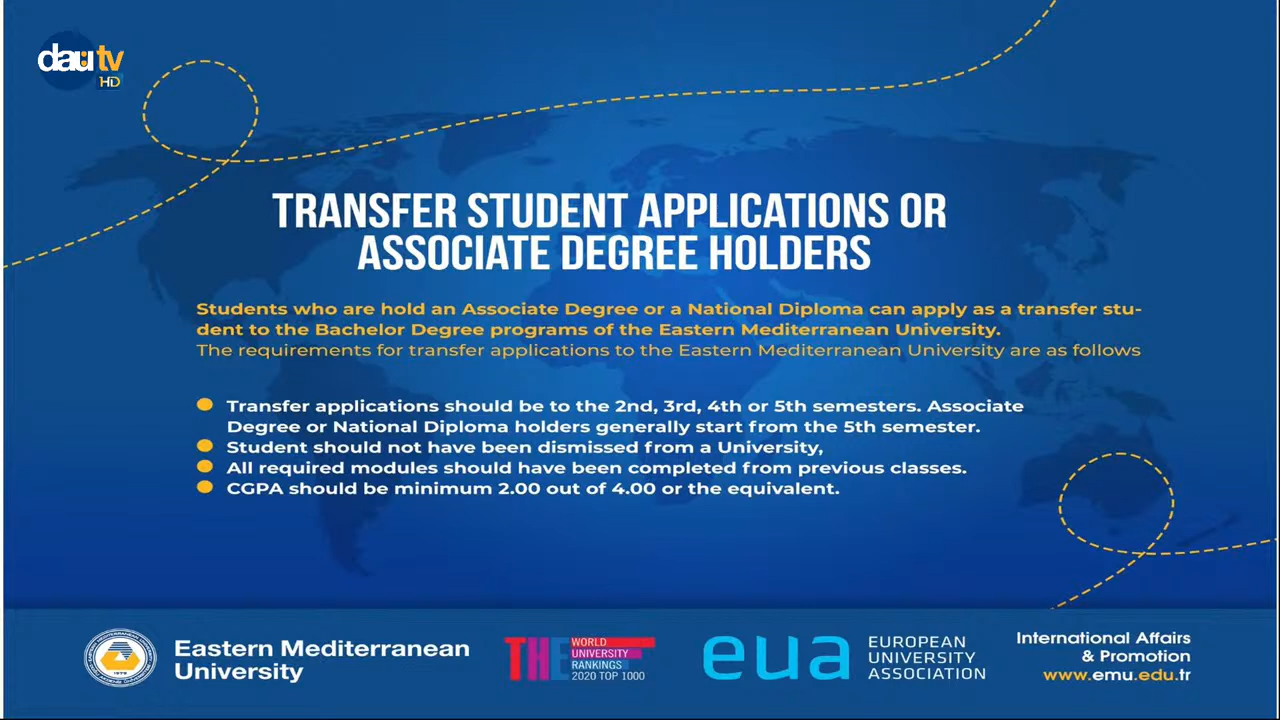 daü tv
HD
TRANSFER STUDENT APPLICATIONS OR
ASSOCIATE DEGREE HOLDERS
Students who are hold an Associate Degree or a National Diploma can apply as a transfer stu-
dent to the Bachelor Degree programs of the Eastern Mediterranean University.
The requirements for transfer applications to the Eastern Mediterranean University are as follows
Transfer applications should be to the 2nd, 3rd, 4th or 5th semesters. Associate
Degree or National Diploma holders generally start from the 5th semester.
Student should not have been dismissed from a University,
All required modules should have been completed from previous classes.
CGPA should be minimum 2.00 out of 4.00 or the equivalent.
Eastern Mediterranean
University
THE
WORLD
UNIVERSITY
RANKINGS
2020 TOP 1000
eua
EUROPEAN
UNIVERSITY
ASSOCIATION
International Affairs
& Promotion
www.emu.edu.tr